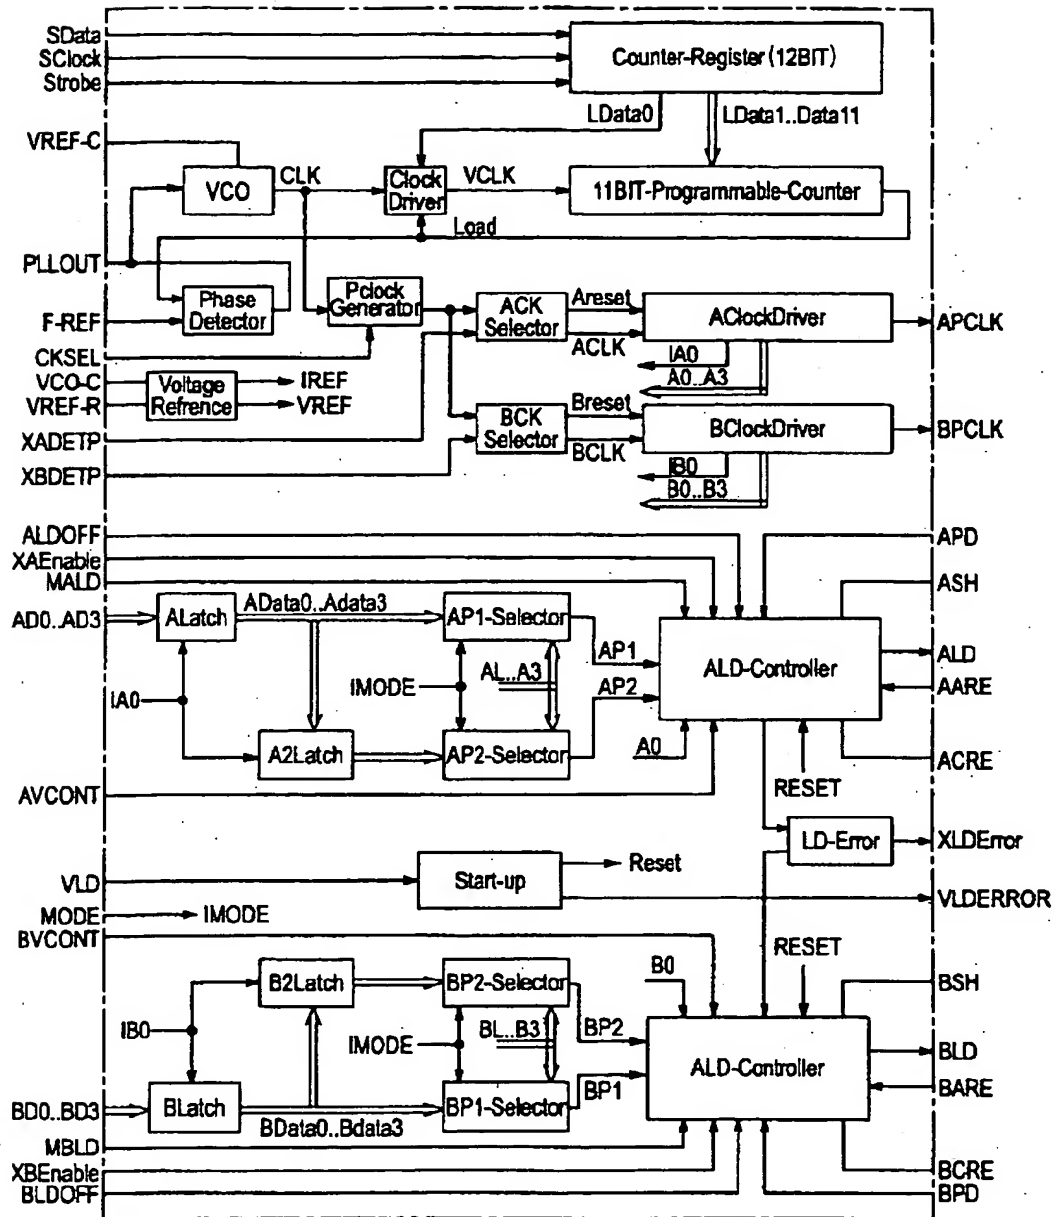 SData
SClock
Strobe
Counter-Register(12BIT)
LData0
LData1..Data11
VREF-C
VCO
CLK
Clock
Driver
VCLK
11BIT-Programmable-Counter
Load
PLLOUT
Phase
Detector
F-REF
Pclock
Generator
ACK
Selector
Areset
ACLK
AClockDriver
APCLK
CKSEL
IA0
A0..A3
VCO-C
VREF-R
Voltage
Refrence
IREF
VREF
BCK
Selector
Breset
BCLK
BClockDriver
BPCLK
XADETP
XBDETP
IB0
B0..B3
ALDOFF
XAEnable
MALD
APD
ASH
AD0..AD3
ALatch
AData0..Adata3
AP1-Selector
AP1
ALD-Controller
ALD
AARE
IA0
IMODE
AL..A3
AP2
A2Latch
AP2-Selector
A0
ACRE
RESET
AVCONT
LD-Error
XLDError
VLD
Start-up
Reset
VLDERROR
MODE
IMODE
BVCONT
RESET
B0
BSH
B2Latch
BP2-Selector
BP2
IB0
IMODE
BL..B3
ALD-Controller
BLD
BARE
BD0..BD3
BLatch
BData0..Bdata3
BP1-Selector
BP1
MBLD
XBEnable
BLDOFF
BCRE
BPD